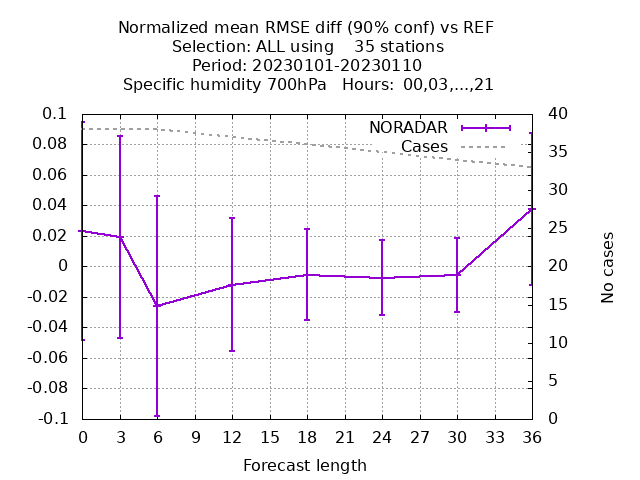 Normalized mean RMSE diff (90% conf) vs REF
Selection: ALL using    35 stations
Period: 20230101-20230110
Specific humidity 700hPa   Hours: 00,03,...,21
NORADAR
Cases
0.1
0.08
0.06
0.04
0.02
0
-0.02
-0.04
-0.06
-0.08
-0.1
40
35
30
25
20
15
10
5
0
No cases
0 3 6 9 12 15 18 21 24 27 30 33 36
Forecast length